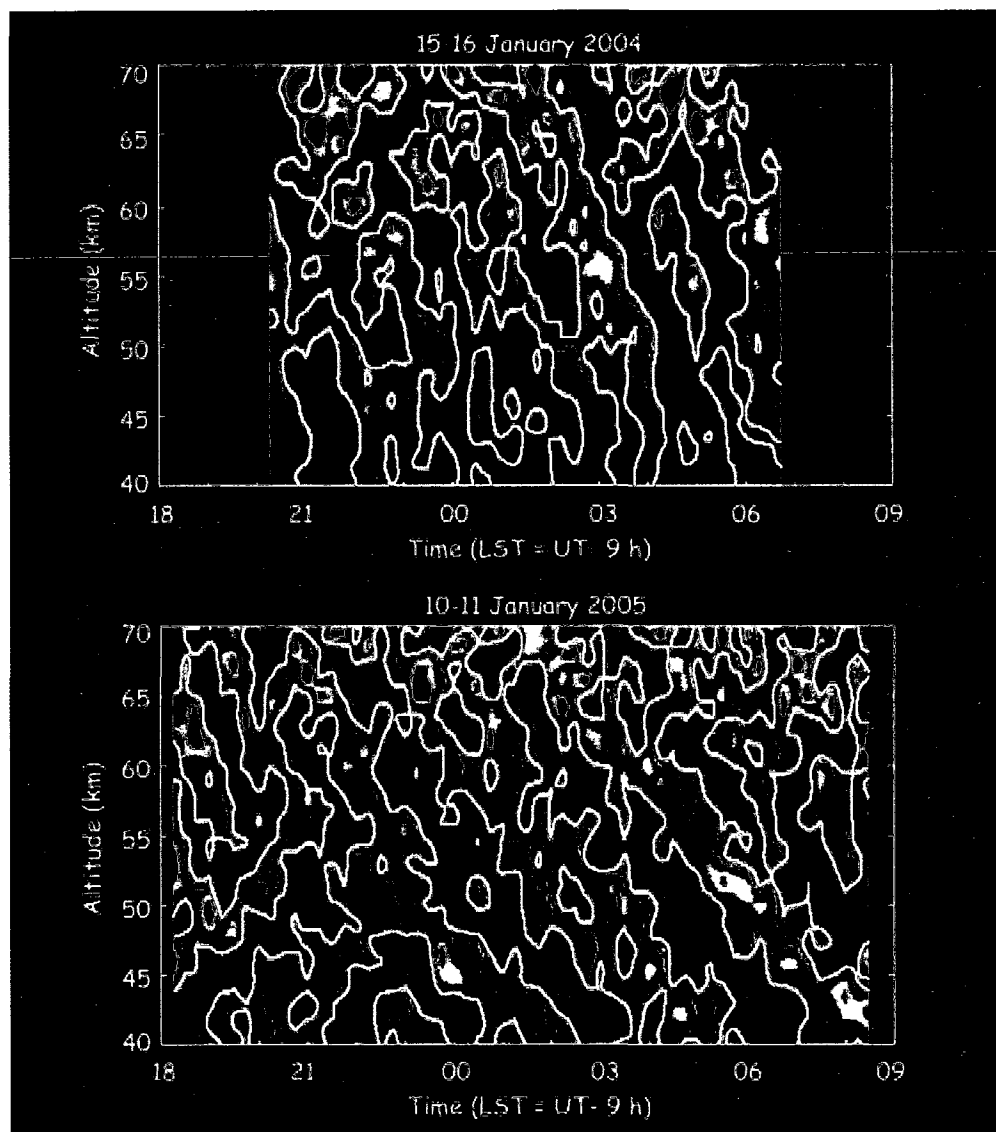 15-16 January 2004
70
65
60
55
50
45
40
Altitude (km)
18 21 00 03 06 09
Time (LST = UT- 9 h)
10-11 January 2005
70
65
60
55
50
45
40
Altitude (km)
18 21 00 03 06 09
Time (LST = UT- 9 h)